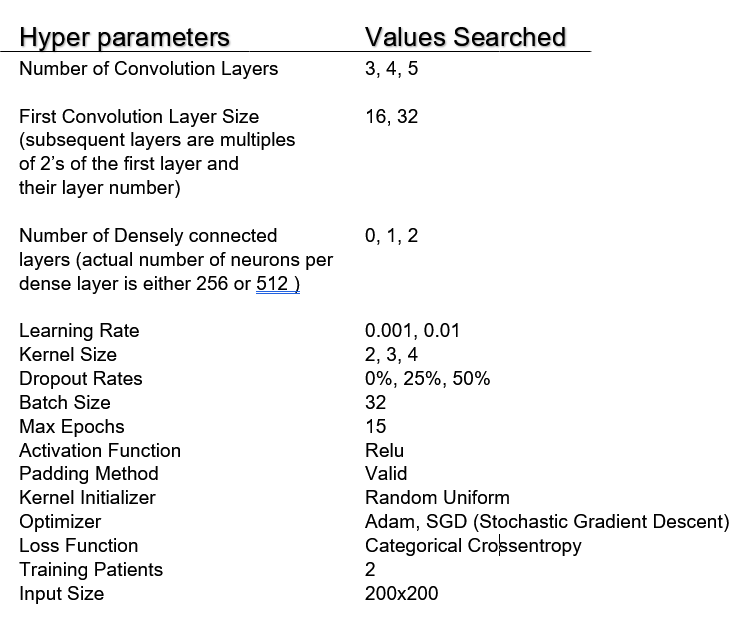 Hyper parameters Values Searched
Number of Convolution Layers 3, 4, 5
First Convolution Layer Size 16, 32
(subsequent layers are multiples
of 2’s of the first layer and
their layer number)
Number of Densely connected 0, 1, 2
layers (actual number of neurons per
dense layer is either 256 or 512 )
Learning Rate 0.001, 0.01
Kernel Size 2, 3, 4
Dropout Rates 0%, 25%, 50%
Batch Size 32
Max Epochs 15
Activation Function Relu
Padding Method Valid
Kernel Initializer Random Uniform
Optimizer Adam, SGD (Stochastic Gradient Descent)
Loss Function Categorical Crossentropy
Training Patients 2
Input Size 200x200